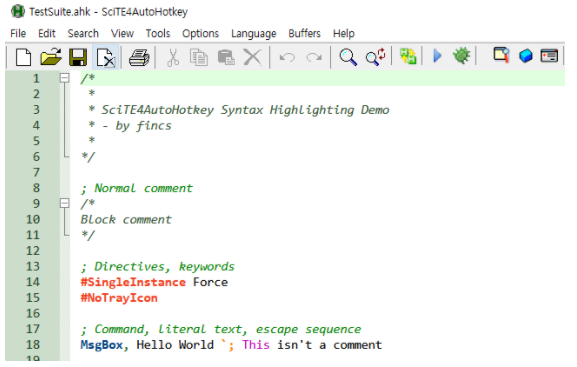 TestSuite.ahk - SciTE4AutoHotkey
File Edit Search View Tools Options Language Buffers Help
1 /*
2 *
3 * SciTE4AutoHotkey Syntax Highlighting Demo
4 * - by fincs
5 *
6 */
7
8 ; Normal comment
9 /*
10 Block comment
11 */
12
13 ; Directives, keywords
14 #SingleInstance Force
15 #NoTrayIcon
16
17 ; Command, literal text, escape sequence
18 MsgBox, Hello World `; This isn't a comment
19